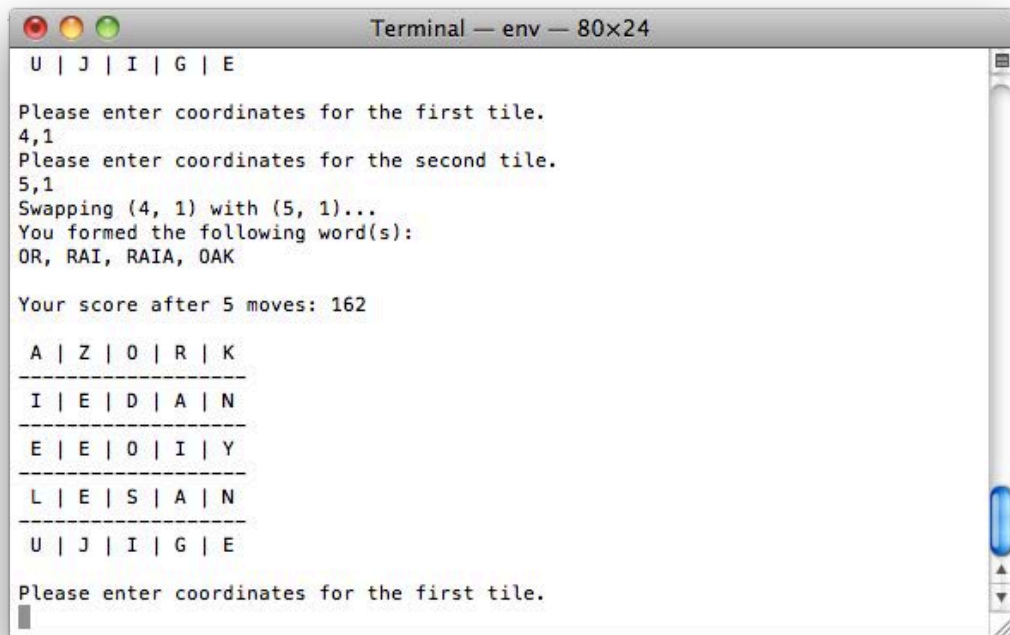 Terminal — env — 80×24
U | J | I | G | E
Please enter coordinates for the first tile.
4,1
Please enter coordinates for the second tile.
5,1
Swapping (4, 1) with (5, 1)...
You formed the following word(s):
OR, RAI, RAIA, OAK
Your score after 5 moves: 162
A | Z | O | R | K
-------------------
I | E | D | A | N
-------------------
E | E | O | I | Y
-------------------
L | E | S | A | N
-------------------
U | J | I | G | E
Please enter coordinates for the first tile.